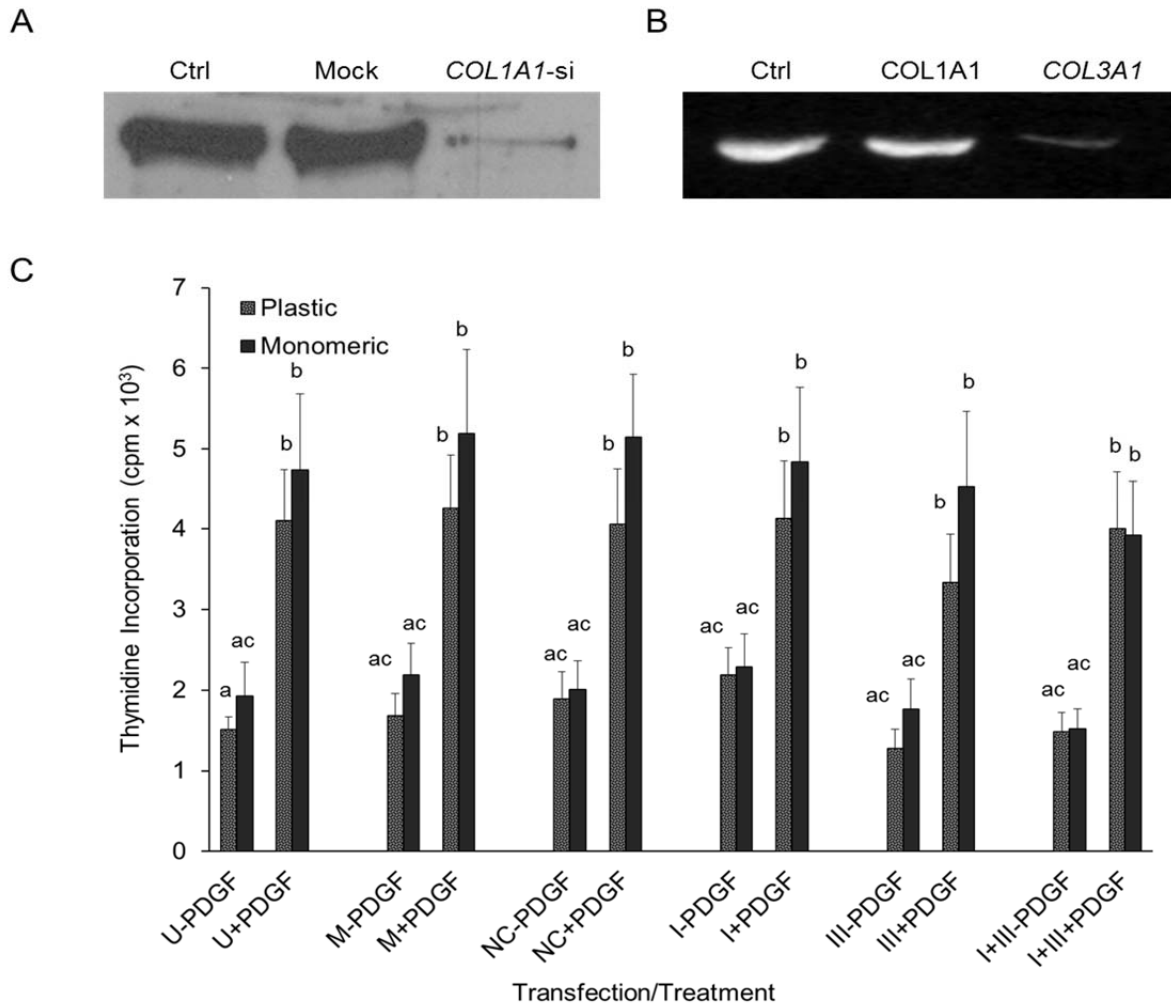 A
Ctrl Mock COL1A1-si
B
Ctrl COL1A1 COL3A1
C
Thymidine Incorporation (cpm x 10³)
7
6
5
4
3
2
1
0
Plastic
Monomeric
a
ac
b
b
ac
ac
b
b
ac
ac
b
b
ac
ac
b
b
ac
ac
b
b
ac
ac
b
b
U-PDGF
U+PDGF
M-PDGF
M+PDGF
NC-PDGF
NC+PDGF
I-PDGF
I+PDGF
III-PDGF
III+PDGF
I+III-PDGF
I+III+PDGF
Transfection/Treatment